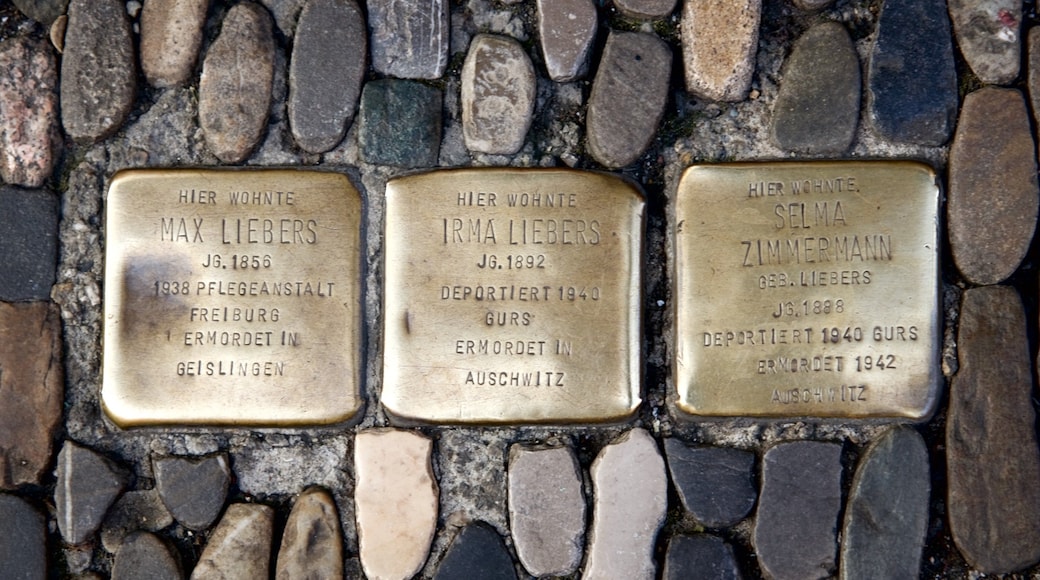 HIER WOHNTE
MAX LIEBERS
JG. 1856
1938 PFLEGEANSTALT
FREIBURG
ERMORDET IN
GEISLINGEN
HIER WOHNTE
IRMA LIEBERS
JG. 1892
DEPORTIERT 1940
GURS
ERMORDET IN
AUSCHWITZ
HIER WOHNTE
SELMA
ZIMMERMANN
GEB. LIEBERS
JG. 1888
DEPORTIERT 1940 GURS
ERMORDET 1942
AUSCHWITZ